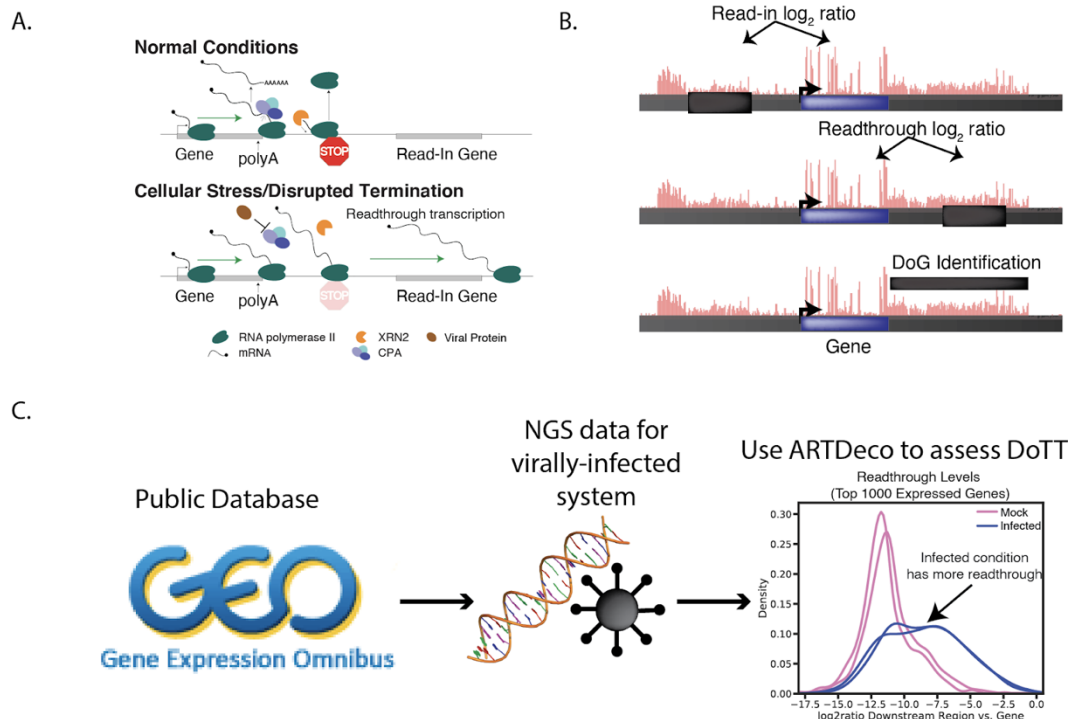 A.
Normal Conditions
AAAAAA
Gene
polyA
STOP
Read-In Gene
Cellular Stress/Disrupted Termination
Readthrough transcription
Gene
polyA
STOP
Read-In Gene
RNA polymerase II
XRN2
Viral Protein
mRNA
CPA
B.
Read-in log₂ ratio
Readthrough log₂ ratio
DoG Identification
Gene
C.
Public Database
GEO
Gene Expression Omnibus
NGS data for
virally-infected
system
Use ARTDeco to assess DoTT
Readthrough Levels
(Top 1000 Expressed Genes)
Mock
Infected
Infected condition
has more readthrough
Density
0.30
0.25
0.20
0.15
0.10
0.05
0.00
−17.5 −15.0 −12.5 −10.0 −7.5 −5.0 −2.5 0.0
log2ratio Downstream Region vs. Gene